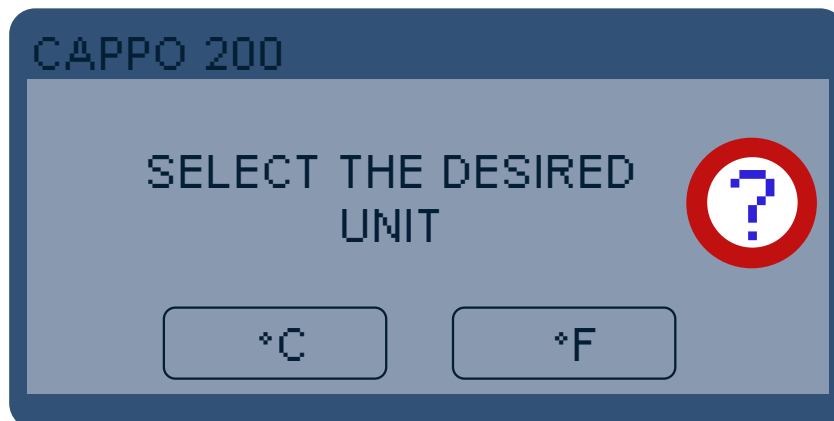 CAPPO 200
SELECT THE DESIRED
UNIT
?
°C
°F